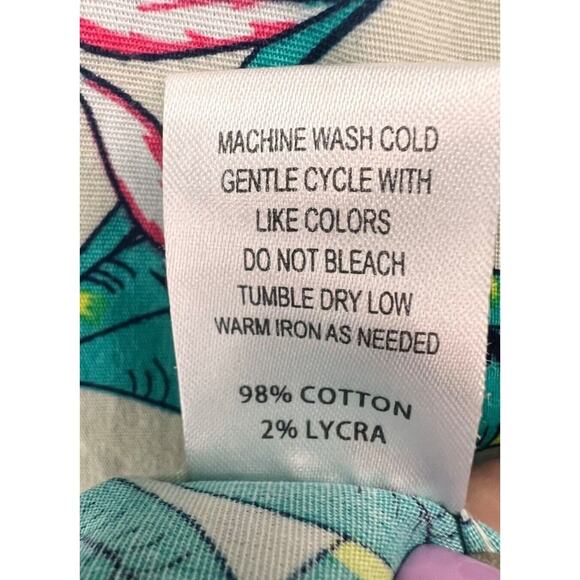 MACHINE WASH COLD
GENTLE CYCLE WITH
LIKE COLORS
DO NOT BLEACH
TUMBLE DRY LOW
WARM IRON AS NEEDED
98% COTTON
2% LYCRA